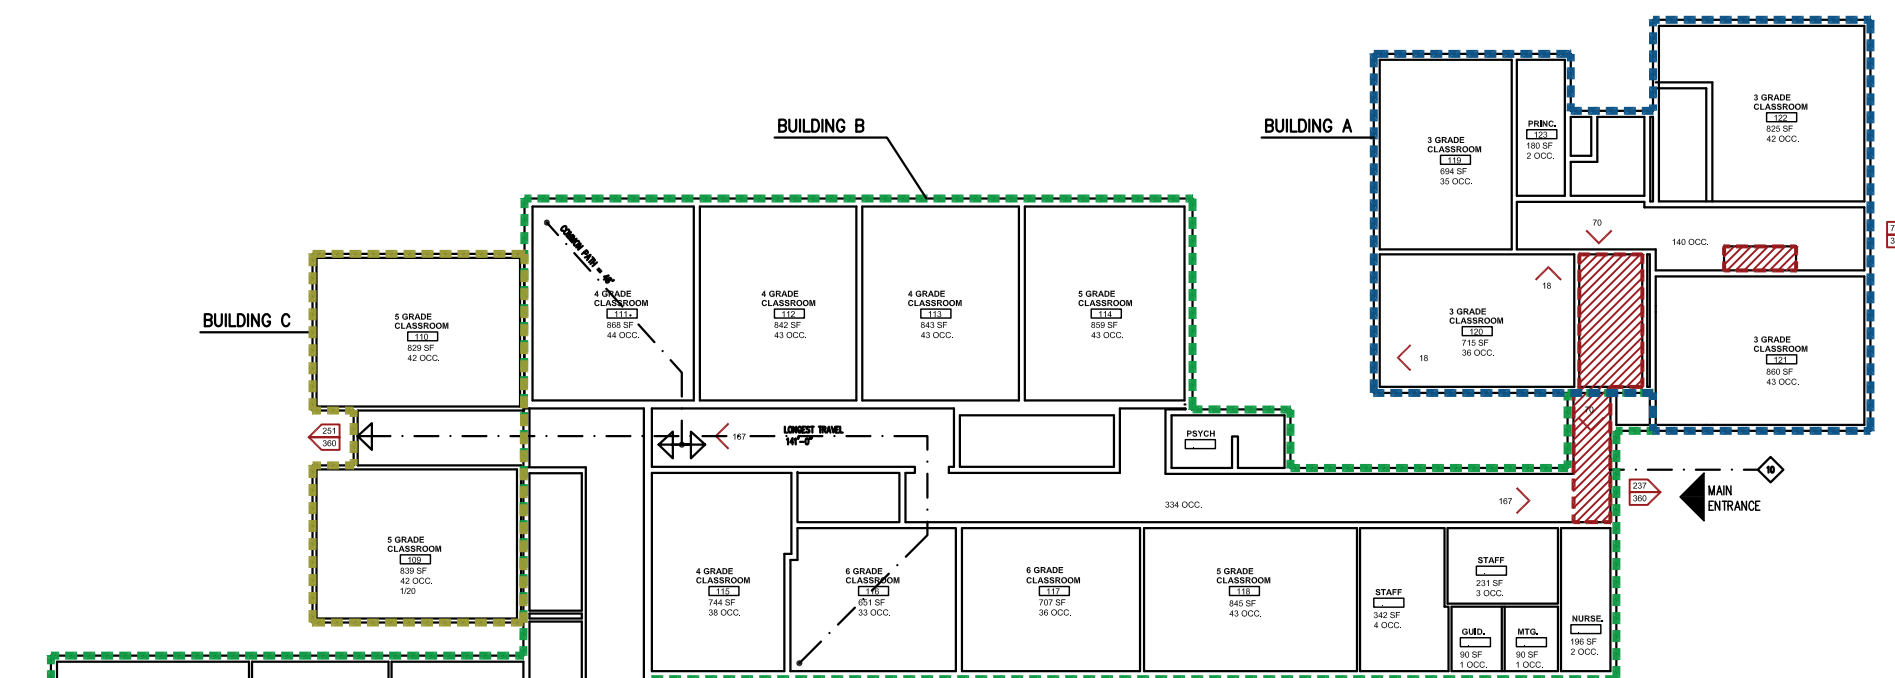 BUILDING A
BUILDING B
BUILDING C
3 GRADE
CLASSROOM
119
694 SF
35 OCC.
PRINC.
123
180 SF
2 OCC.
3 GRADE
CLASSROOM
122
825 SF
42 OCC.
70
140 OCC.
18
18
3 GRADE
CLASSROOM
120
715 SF
36 OCC.
3 GRADE
CLASSROOM
121
860 SF
43 OCC.
70
5 GRADE
CLASSROOM
110
829 SF
42 OCC.
COMMON PATH =
4 GRADE
CLASSROOM
111
868 SF
44 OCC.
4 GRADE
CLASSROOM
112
842 SF
43 OCC.
4 GRADE
CLASSROOM
113
843 SF
43 OCC.
5 GRADE
CLASSROOM
114
859 SF
43 OCC.
251
360
167
LONGEST TRAVEL
141'-0"
PSYCH
334 OCC.
167
237
360
10
MAIN
ENTRANCE
5 GRADE
CLASSROOM
109
839 SF
42 OCC.
1/20
4 GRADE
CLASSROOM
115
744 SF
38 OCC.
6 GRADE
CLASSROOM
116
651 SF
33 OCC.
6 GRADE
CLASSROOM
117
707 SF
36 OCC.
5 GRADE
CLASSROOM
118
845 SF
43 OCC.
STAFF
342 SF
4 OCC.
STAFF
231 SF
3 OCC.
GUID.
90 SF
1 OCC.
MTG.
90 SF
1 OCC.
NURSE.
196 SF
2 OCC.